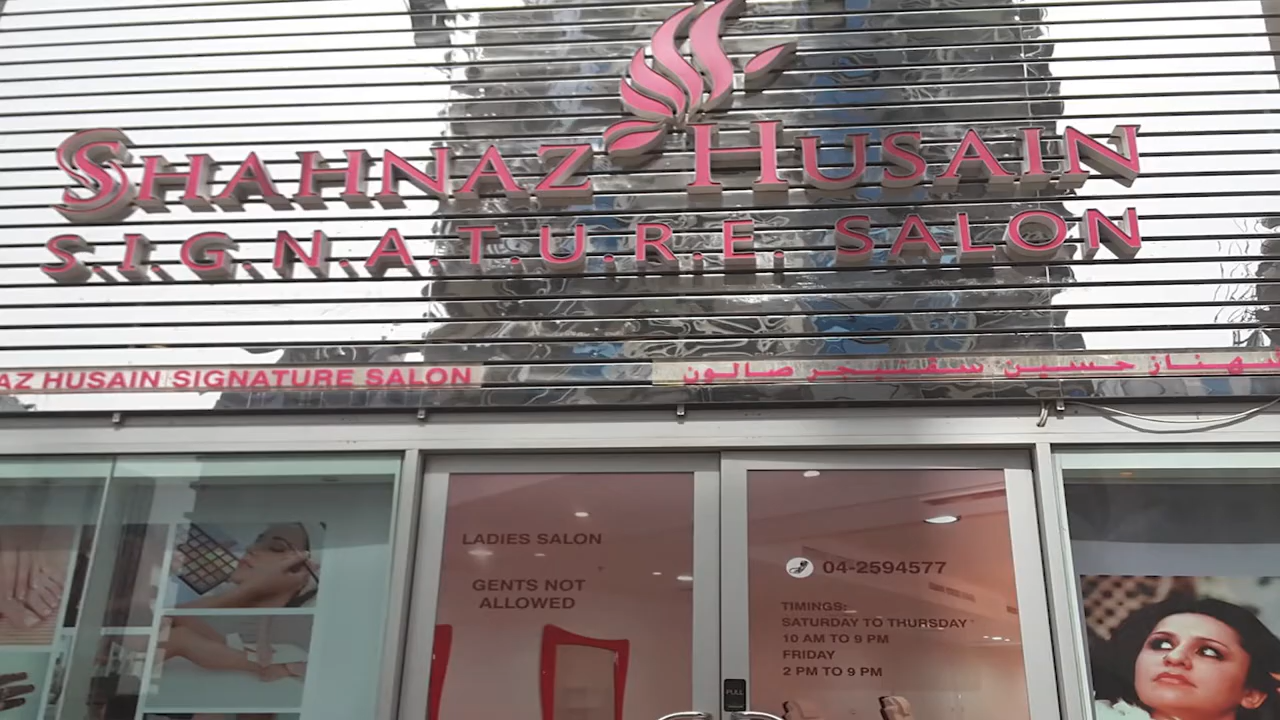 SHAHNAZ HUSAIN
S.I.G.N.A.T.U.R.E. SALON
AZ HUSAIN SIGNATURE SALON
شهناز حسين سغنيجر صالون
LADIES SALON
GENTS NOT
ALLOWED
04-2594577
TIMINGS:
SATURDAY TO THURSDAY
10 AM TO 9 PM
FRIDAY
2 PM TO 9 PM
PULL